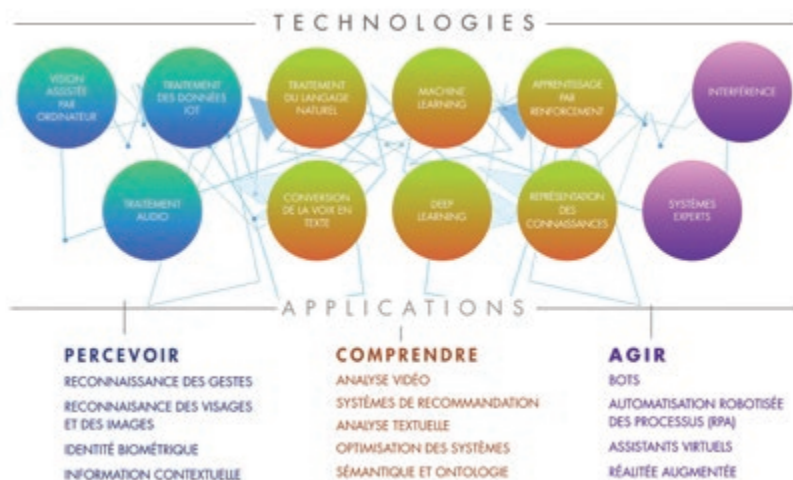 TECHNOLOGIES
VISION
ASSISTÉE
PAR
ORDINATEUR
TRAITEMENT
DES DONNÉES
IOT
TRAITEMENT
DU LANGAGE
NATUREL
MACHINE
LEARNING
APPRENTISSAGE
PAR
RENFORCEMENT
INTERFÉRENCE
TRAITEMENT
AUDIO
CONVERSION
DE LA VOIX EN
TEXTE
DEEP
LEARNING
REPRÉSENTATION
DES
CONNAISSANCES
SYSTÈMES
EXPERTS
APPLICATIONS
PERCEVOIR
RECONNAISSANCE DES GESTES
RECONNAISANCE DES VISAGES
ET DES IMAGES
IDENTITÉ BIOMÉTRIQUE
INFORMATION CONTEXTUELLE
COMPRENDRE
ANALYSE VIDÉO
SYSTÈMES DE RECOMMANDATION
ANALYSE TEXTUELLE
OPTIMISATION DES SYSTÈMES
SÉMANTIQUE ET ONTOLOGIE
AGIR
BOTS
AUTOMATISATION ROBOTISÉE
DES PROCESSUS (RPA)
ASSISTANTS VIRTUELS
RÉALITÉE AUGMENTÉE